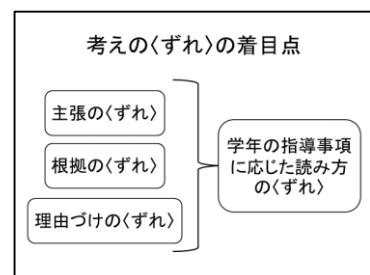 考えの〈ずれ〉の着目点
主張の〈ずれ〉
根拠の〈ずれ〉
理由づけの〈ずれ〉
学年の指導事項
に応じた読み方
の〈ずれ〉